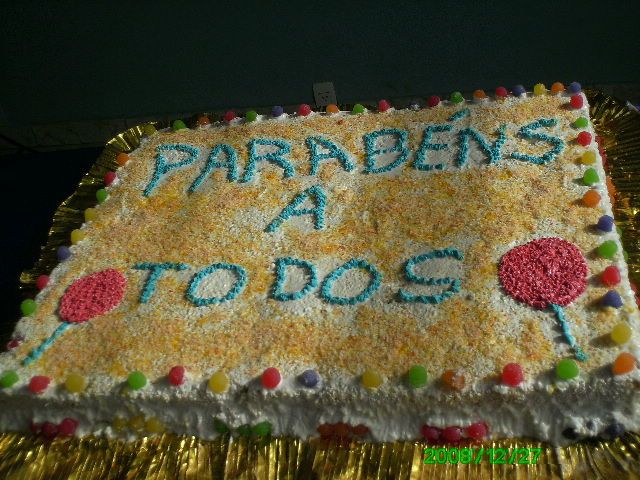 PARABÉNS
A
TODOS
2008/12/27